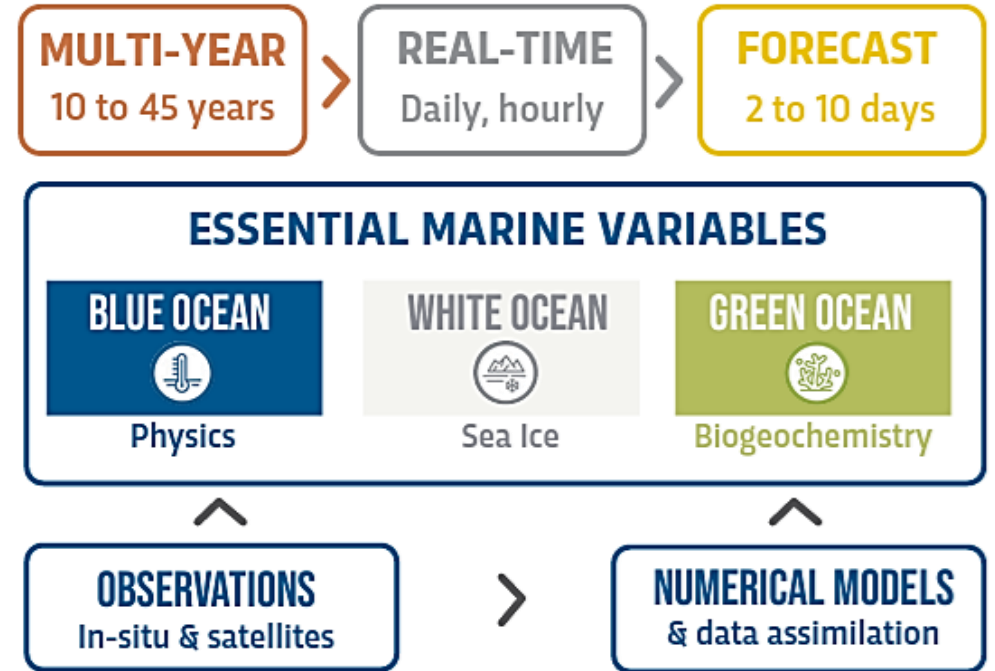 MULTI-YEAR
10 to 45 years
REAL-TIME
Daily, hourly
FORECAST
2 to 10 days
ESSENTIAL MARINE VARIABLES
BLUE OCEAN
Physics
WHITE OCEAN
Sea Ice
GREEN OCEAN
Biogeochemistry
OBSERVATIONS
In-situ & satellites
NUMERICAL MODELS
& data assimilation